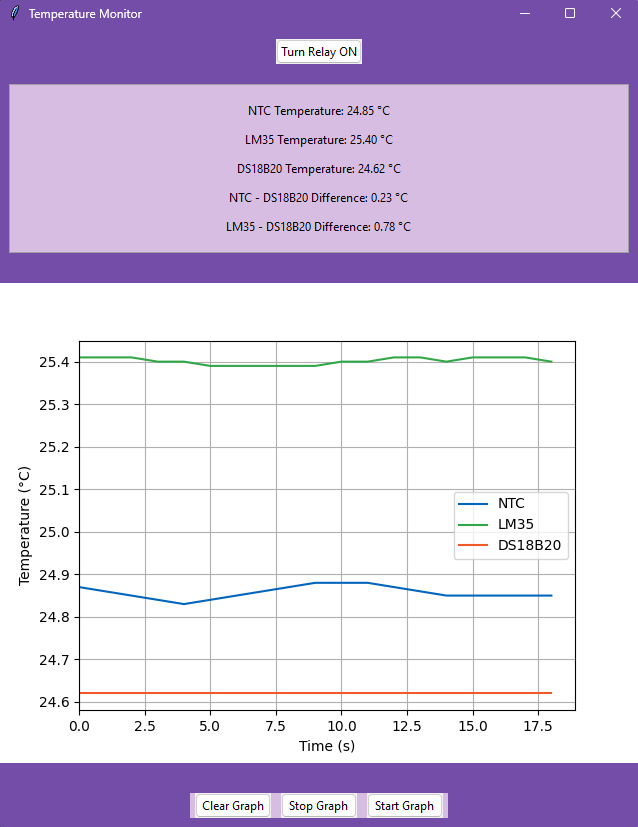 Temperature Monitor
Turn Relay ON
NTC Temperature: 24.85 °C
LM35 Temperature: 25.40 °C
DS18B20 Temperature: 24.62 °C
NTC - DS18B20 Difference: 0.23 °C
LM35 - DS18B20 Difference: 0.78 °C
25.4
25.3
25.2
25.1
25.0
24.9
24.8
24.7
24.6
Temperature (°C)
NTC
LM35
DS18B20
0.0 2.5 5.0 7.5 10.0 12.5 15.0 17.5
Time (s)
Clear Graph Stop Graph Start Graph